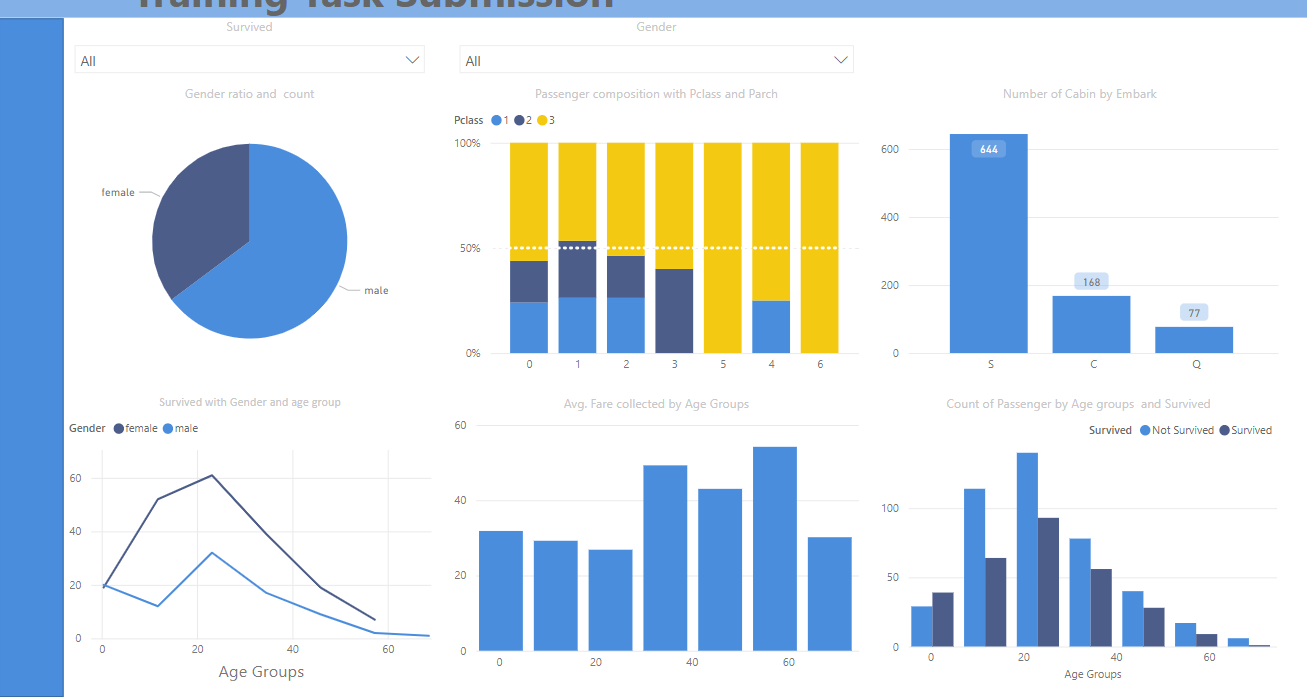 Training Task Submission
Survived
All
Gender
All
Gender ratio and count
female
male
Passenger composition with Pclass and Parch
Pclass 1 2 3
100%
50%
0%
0 1 2 3 5 4 6
Number of Cabin by Embark
600
400
200
0
644
168
77
S C Q
Survived with Gender and age group
Gender female male
60
40
20
0
0 20 40 60
Age Groups
Avg. Fare collected by Age Groups
60
40
20
0
0 20 40 60
Count of Passenger by Age groups and Survived
Survived Not Survived Survived
100
50
0
0 20 40 60
Age Groups